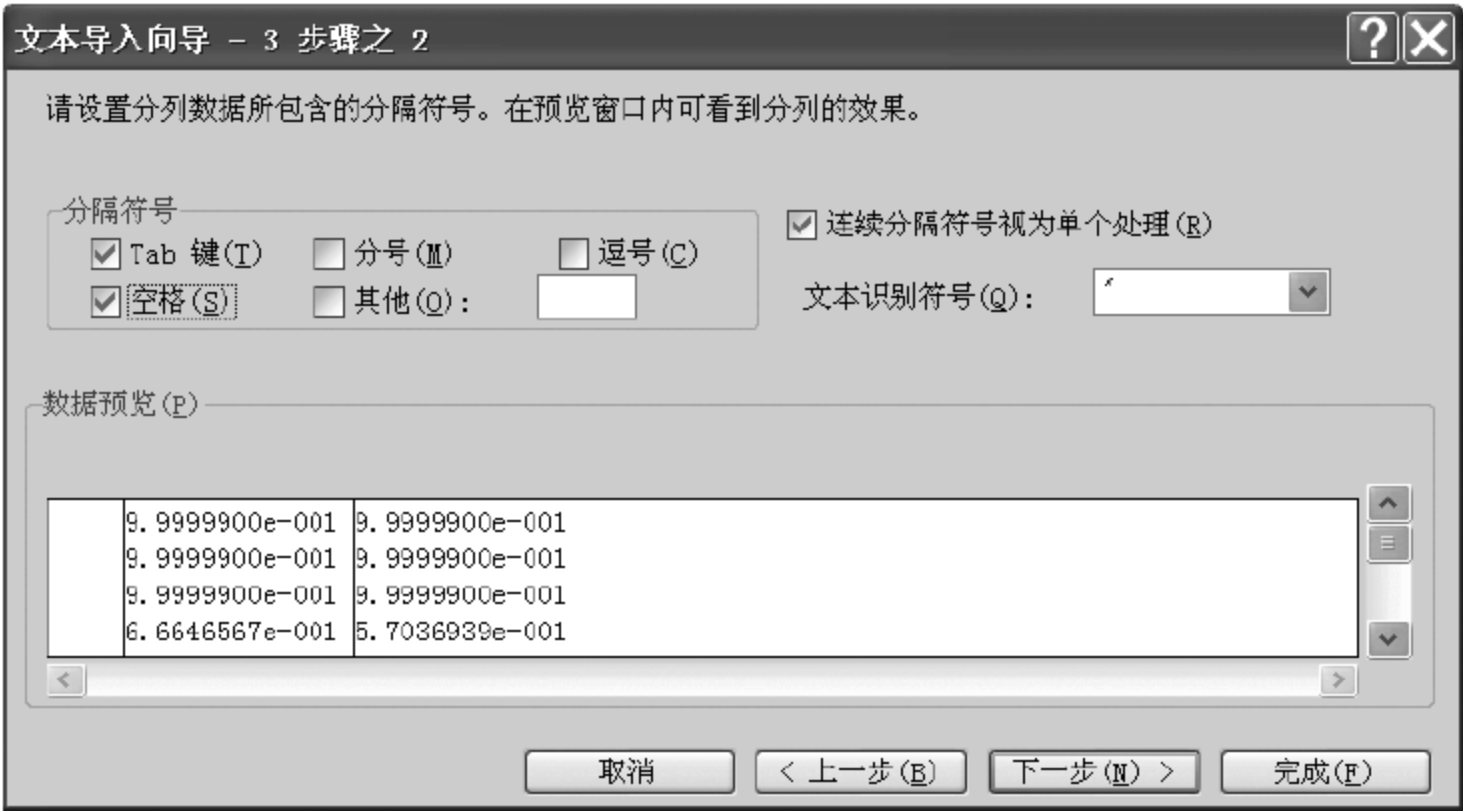 文本导入向导 - 3 步骤之 2
请设置分列数据所包含的分隔符号。在预览窗口内可看到分列的效果。
分隔符号
Tab 键(T) 分号(M) 逗号(C)
空格(S) 其他(O):
连续分隔符号视为单个处理(R)
文本识别符号(Q):
数据预览(P)
9.9999900e-001 9.9999900e-001
9.9999900e-001 9.9999900e-001
9.9999900e-001 9.9999900e-001
6.6646567e-001 5.7036939e-001
取消 < 上一步(B) 下一步(N) > 完成(F)